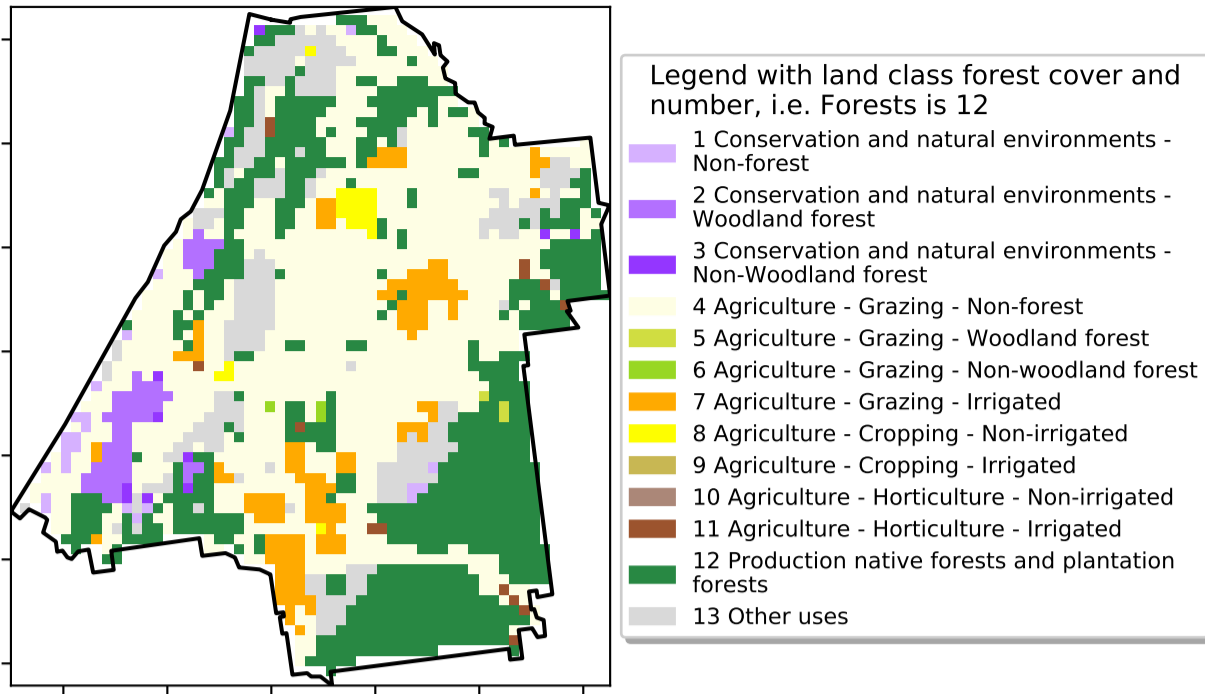 Legend with land class forest cover and
number, i.e. Forests is 12
1 Conservation and natural environments -
Non-forest
2 Conservation and natural environments -
Woodland forest
3 Conservation and natural environments -
Non-Woodland forest
4 Agriculture - Grazing - Non-forest
5 Agriculture - Grazing - Woodland forest
6 Agriculture - Grazing - Non-woodland forest
7 Agriculture - Grazing - Irrigated
8 Agriculture - Cropping - Non-irrigated
9 Agriculture - Cropping - Irrigated
10 Agriculture - Horticulture - Non-irrigated
11 Agriculture - Horticulture - Irrigated
12 Production native forests and plantation
forests
13 Other uses